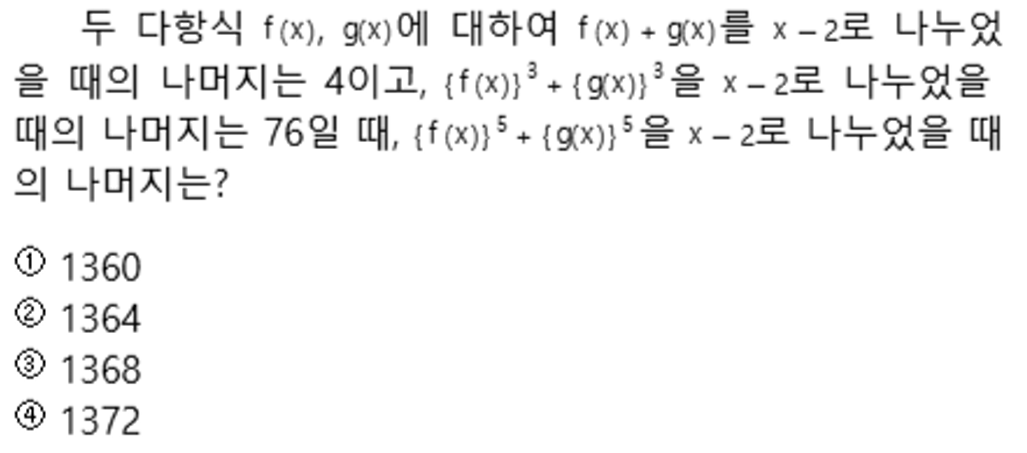 두 다항식 f(x), g(x)에 대하여 f(x) + g(x)를 x – 2로 나누었
을 때의 나머지는 4이고, {f(x)}³ + {g(x)}³을 x – 2로 나누었을
때의 나머지는 76일 때, {f(x)}⁵ + {g(x)}⁵을 x – 2로 나누었을 때
의 나머지는?
① 1360
② 1364
③ 1368
④ 1372